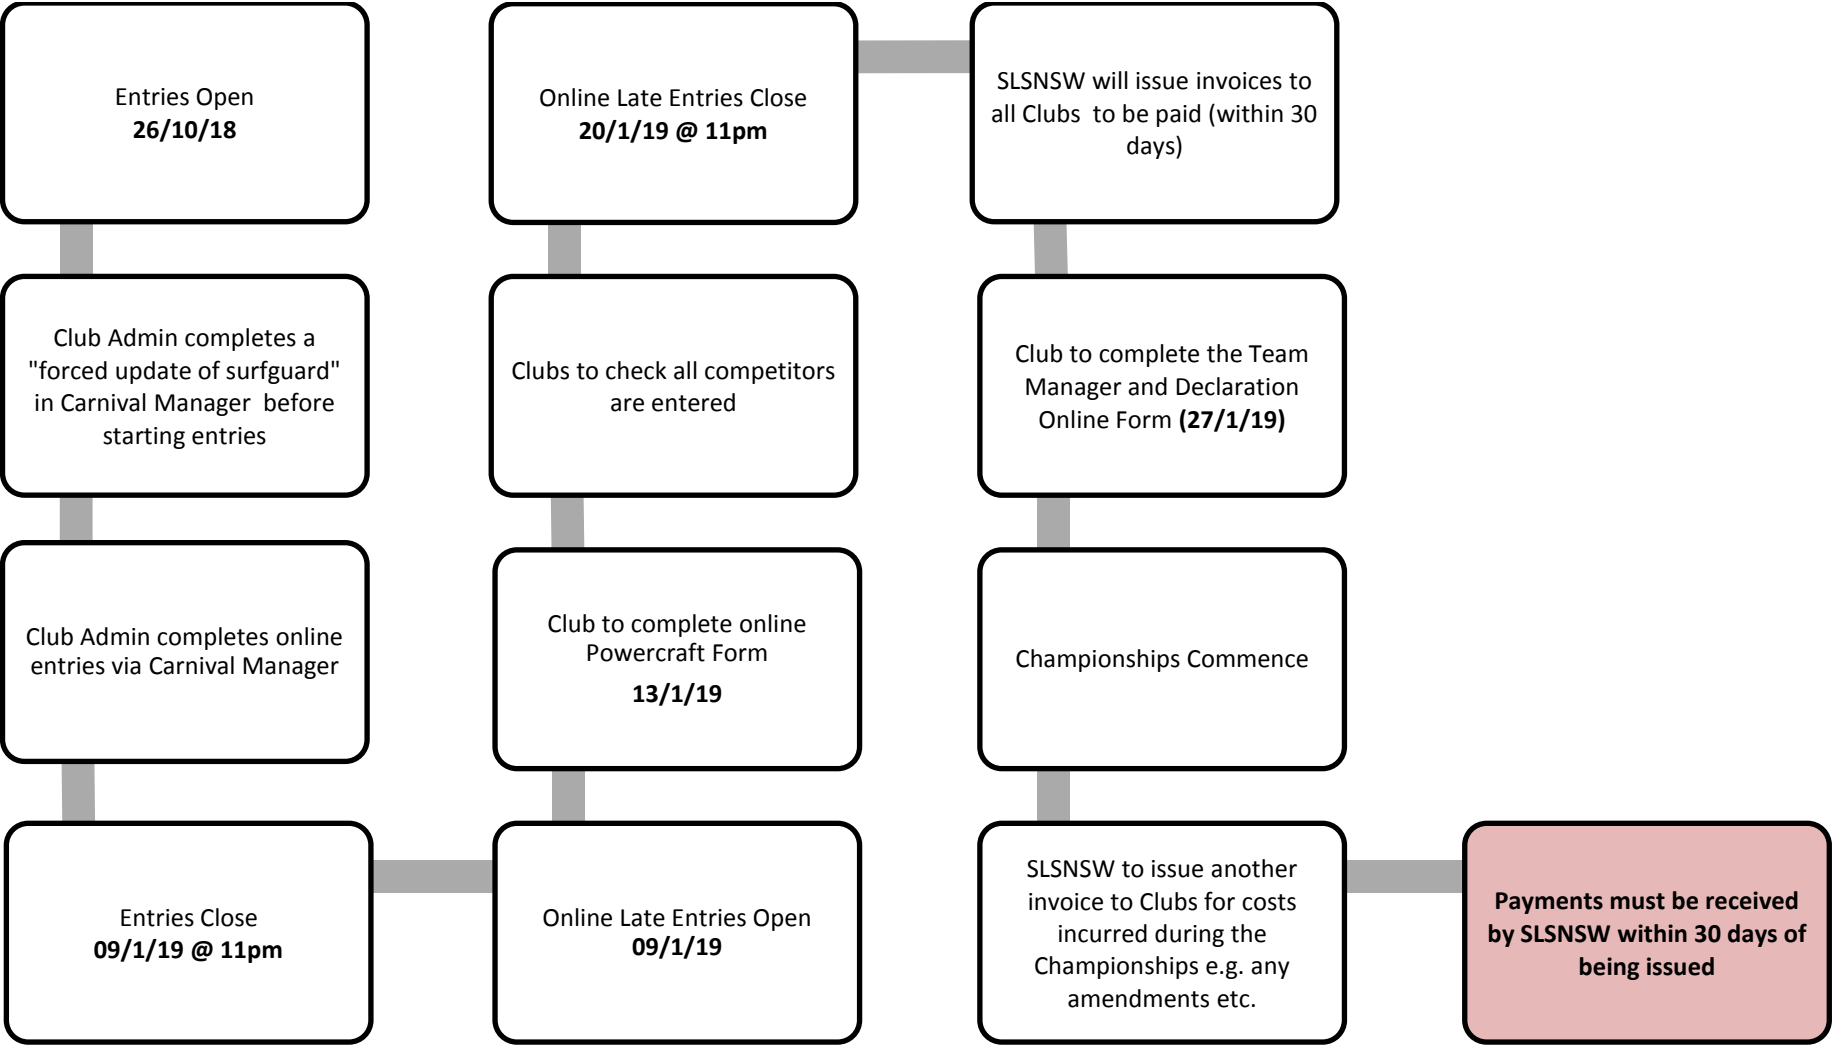 Entries Open
26/10/18
Club Admin completes a
"forced update of surfguard"
in Carnival Manager  before
starting entries
Club Admin completes online
entries via Carnival Manager
Entries Close
09/1/19 @ 11pm
Online Late Entries Open
09/1/19
Club to complete online
Powercraft Form
13/1/19
Clubs to check all competitors
are entered
Online Late Entries Close
20/1/19 @ 11pm
SLSNSW will issue invoices to
all Clubs  to be paid (within 30
days)
Club to complete the Team
Manager and Declaration
Online Form (27/1/19)
Championships Commence
SLSNSW to issue another
invoice to Clubs for costs
incurred during the
Championships e.g. any
amendments etc.
Payments must be received
by SLSNSW within 30 days of
being issued